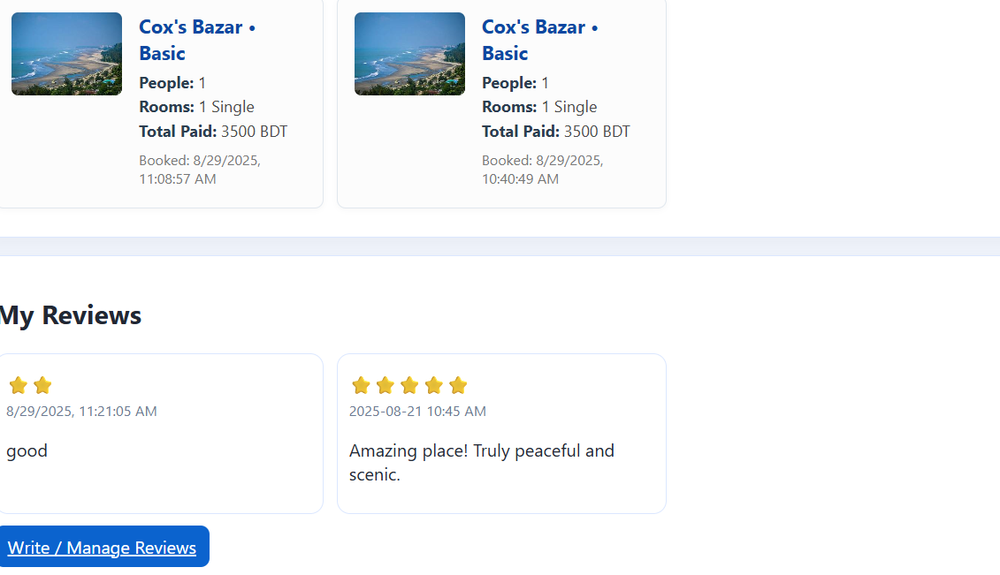 Cox's Bazar •
Basic
People: 1
Rooms: 1 Single
Total Paid: 3500 BDT
Booked: 8/29/2025,
11:08:57 AM
Cox's Bazar •
Basic
People: 1
Rooms: 1 Single
Total Paid: 3500 BDT
Booked: 8/29/2025,
10:40:49 AM
My Reviews
8/29/2025, 11:21:05 AM
good
2025-08-21 10:45 AM
Amazing place! Truly peaceful and
scenic.
Write / Manage Reviews